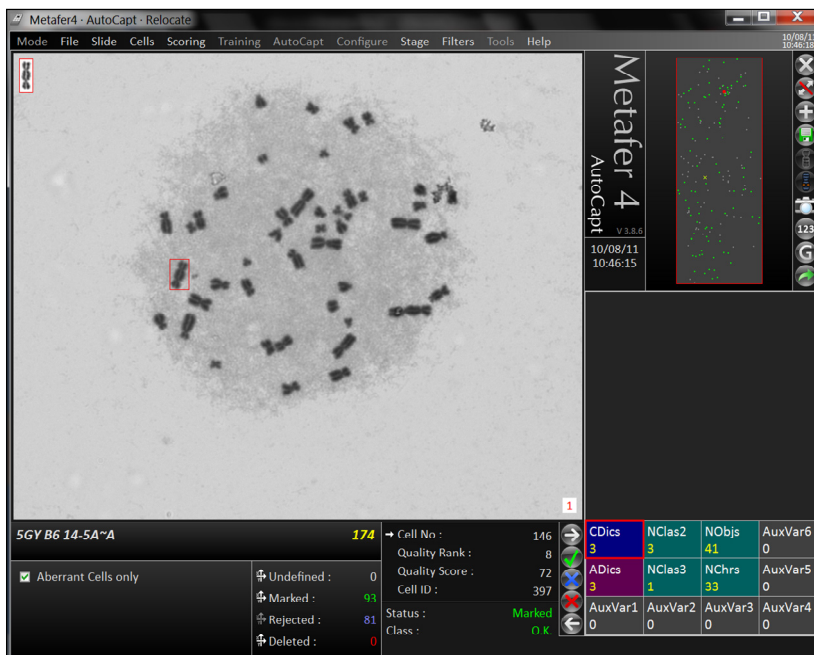 Metafer4 · AutoCapt · Relocate
Mode File Slide Cells Scoring Training AutoCapt Configure Stage Filters Tools Help
10/08/11
10:46:18
Metafer 4
AutoCapt
V 3.8.6
10/08/11
10:46:15
123
G
1
5GY B6 14-5A~A 174
Aberrant Cells only
Undefined : 0
Marked : 93
Rejected : 81
Deleted : 0
Cell No : 146
Quality Rank : 8
Quality Score : 72
Cell ID : 397
Status : Marked
Class : O.K.
CDics NClas2 NObjs AuxVar6
3 3 41 0
ADics NClas3 NChrs AuxVar5
3 1 33 0
AuxVar1 AuxVar2 AuxVar3 AuxVar4
0 0 0 0